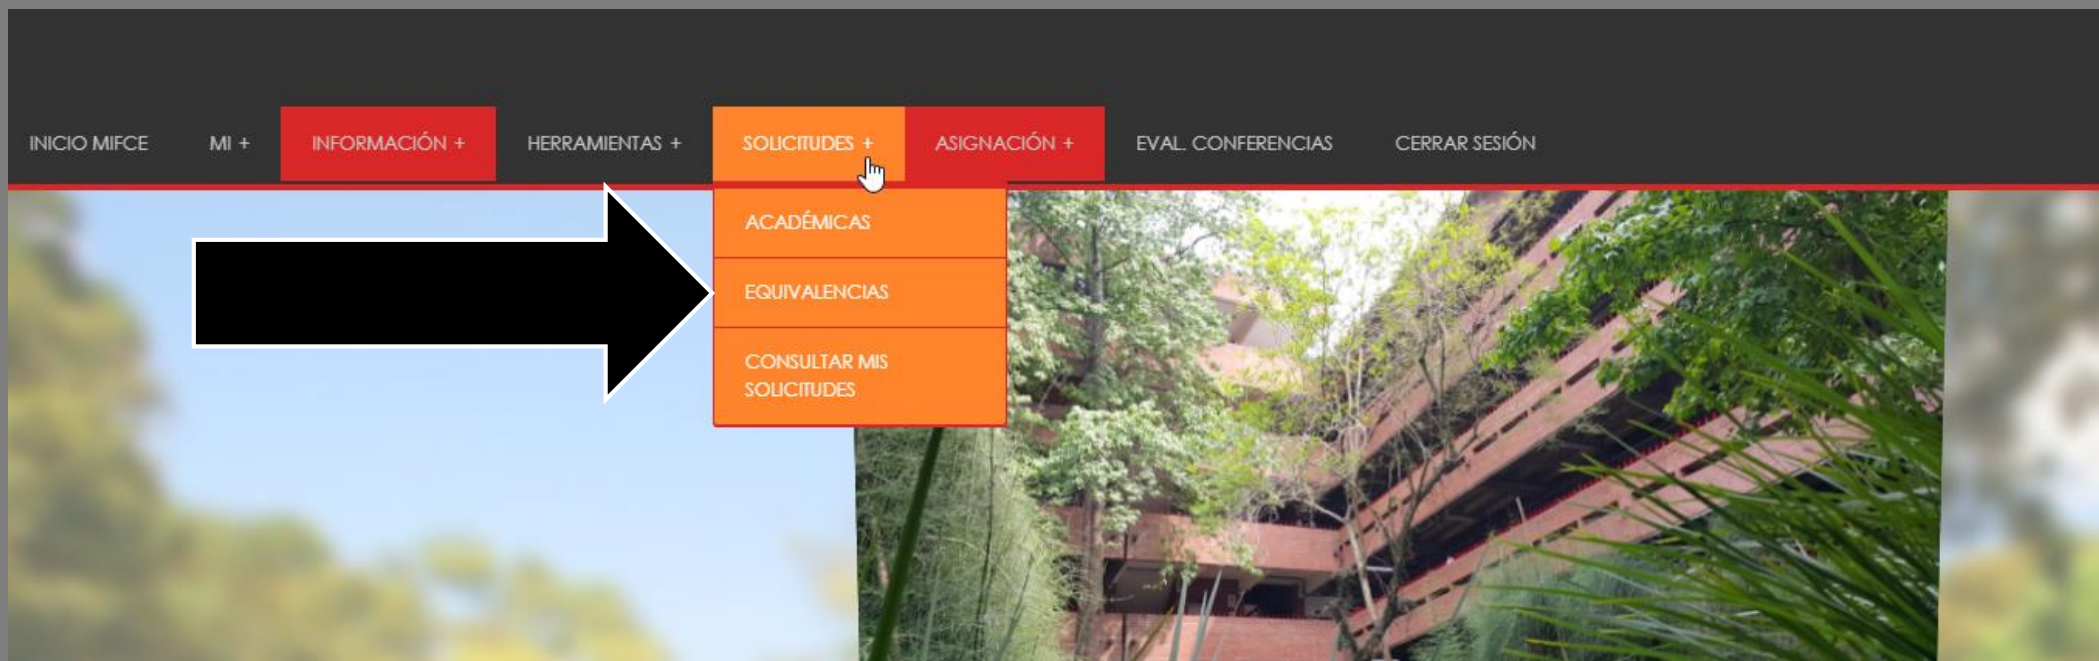 INICIO MIFCE MI + INFORMACIÓN + HERRAMIENTAS + SOLICITUDES + ASIGNACIÓN + EVAL. CONFERENCIAS CERRAR SESIÓN
ACADÉMICAS
EQUIVALENCIAS
CONSULTAR MIS
SOLICITUDES